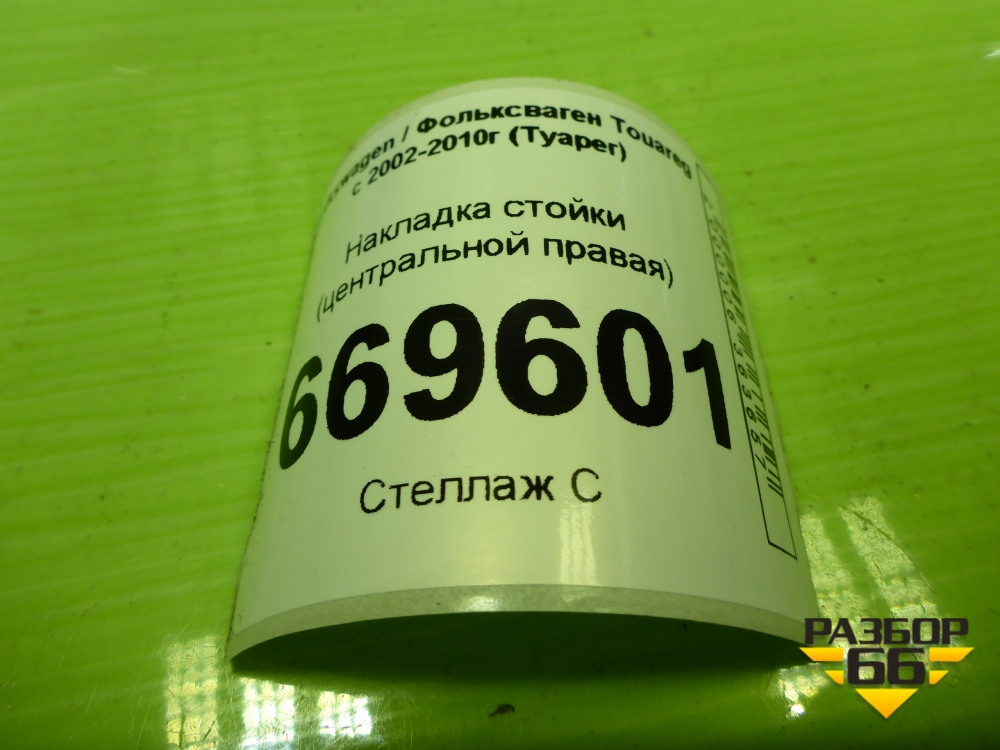 / Фольксваген Touareg
с 2002-2010г (Туарег)
Накладка стойки
(центральной правая)
669601
Стеллаж С
РАЗБОР
66